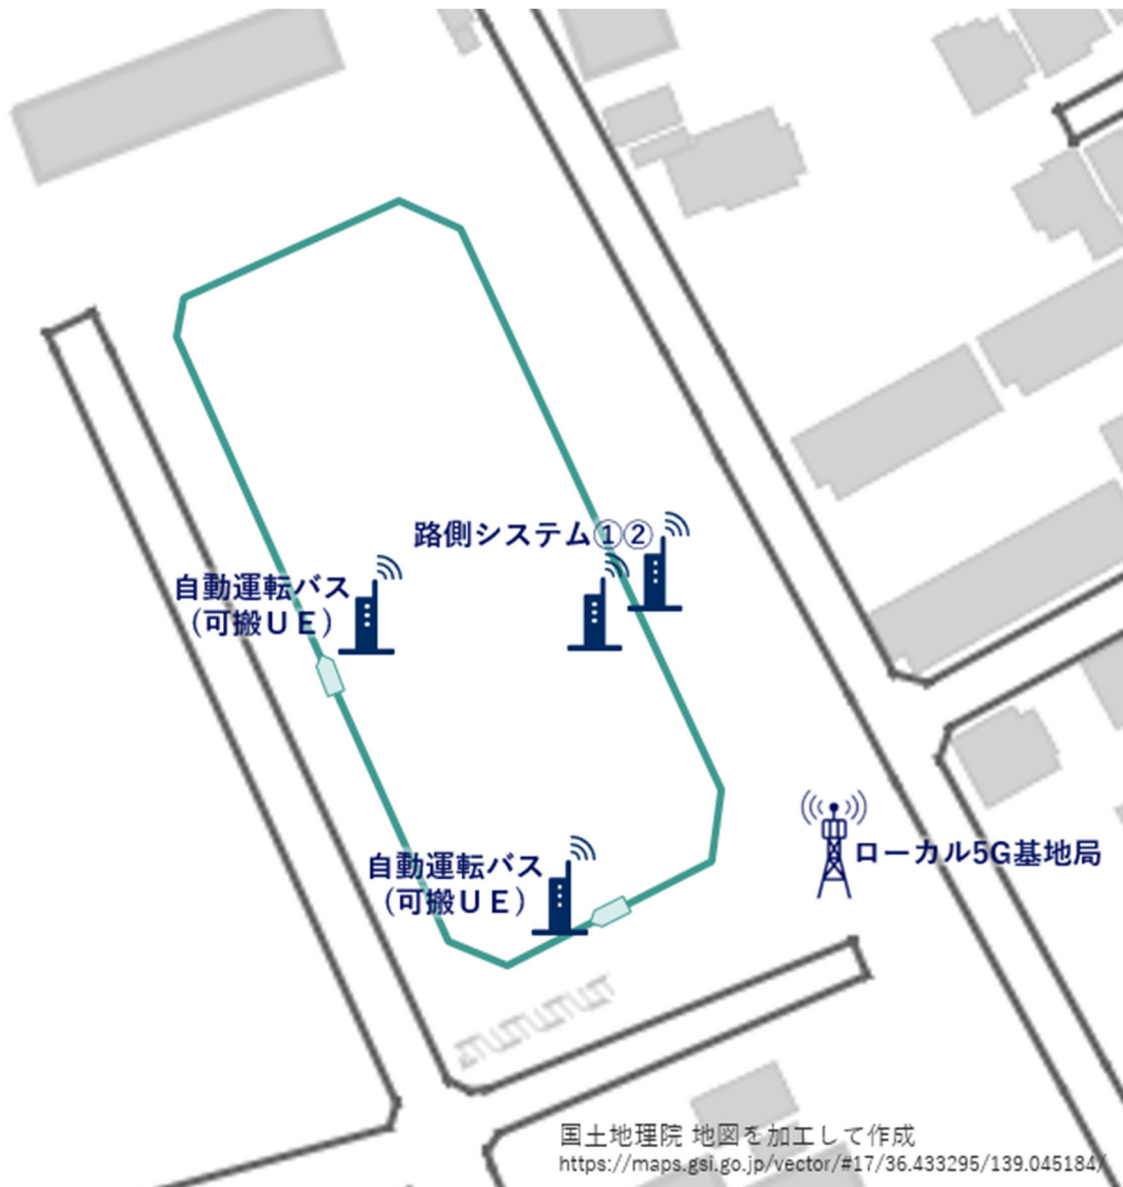 路側システム①②
自動運転バス
（可搬ＵＥ）
ローカル5G基地局
自動運転バス
（可搬ＵＥ）
国土地理院 地図を加工して作成
https://maps.gsi.go.jp/vector/#17/36.433295/139.045184/